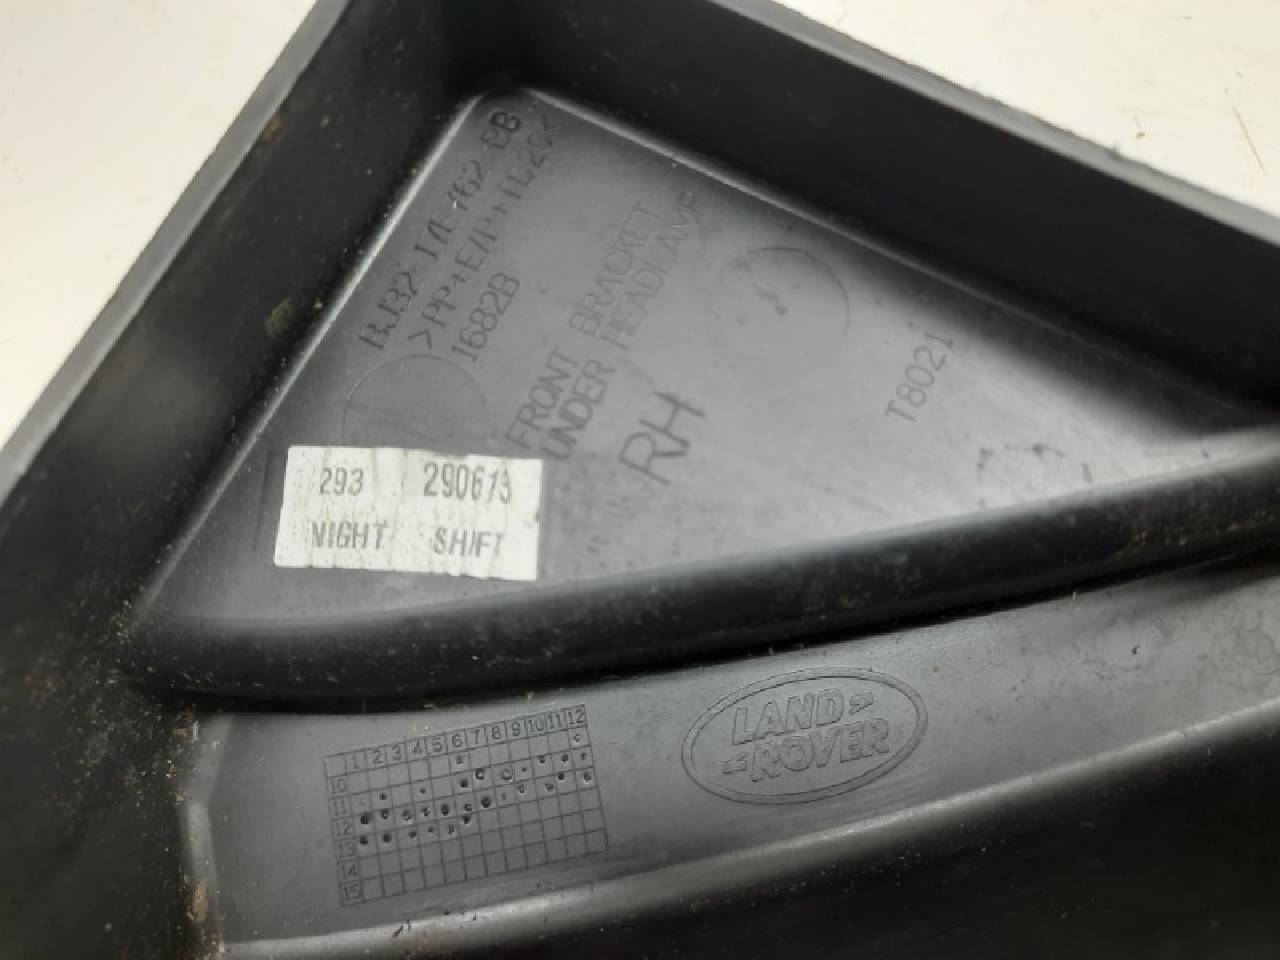 BJ32-17E762-BB
>PP+E/P+TD20<
1682B
FRONT BRACKET
UNDER HEADLAMP
RH
T8021
293 290613
NIGHT SHIFT
1 2 3 4 5 6 7 8 9 10 11 12
10
11
12
13
14
15
LAND
ROVER